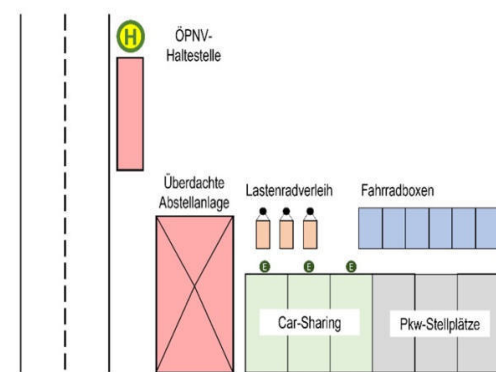 H
ÖPNV-
Haltestelle
Überdachte
Abstellanlage
Lastenradverleih
Fahrradboxen
E E E
Car-Sharing
Pkw-Stellplätze